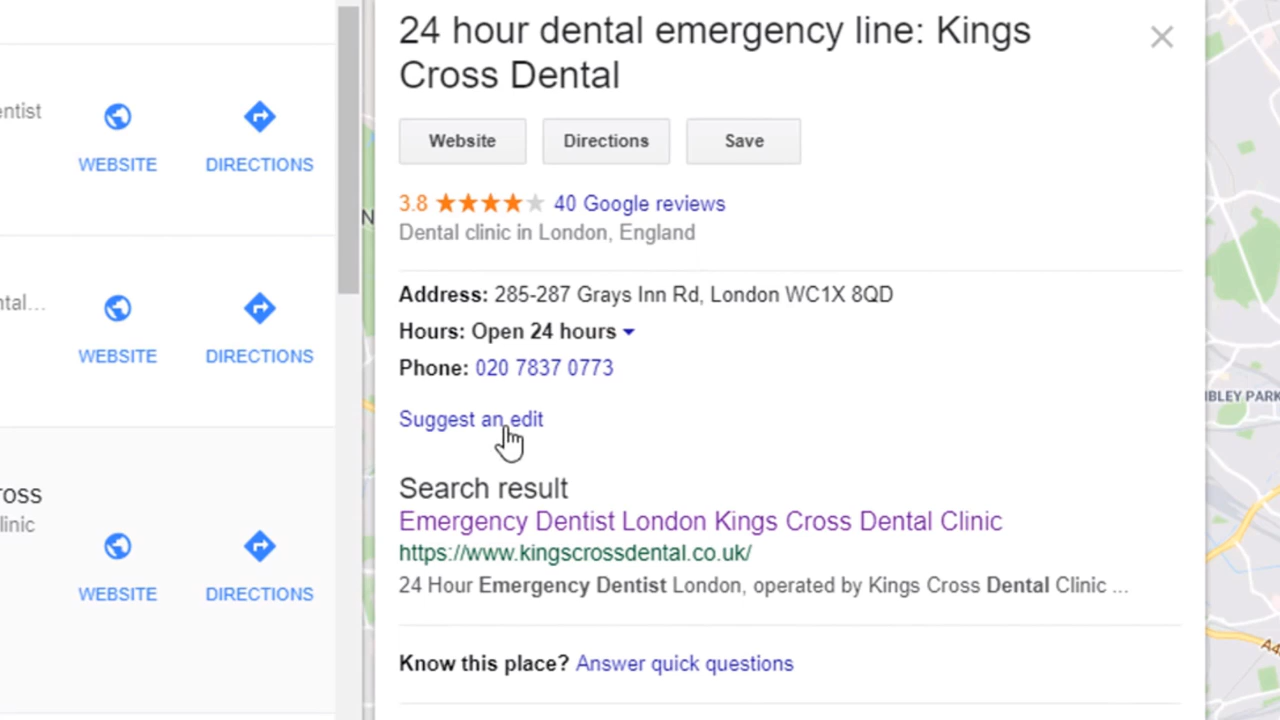 entist
WEBSITE
DIRECTIONS
ntal...
WEBSITE
DIRECTIONS
ross
linic
WEBSITE
DIRECTIONS
24 hour dental emergency line: Kings
Cross Dental
Website
Directions
Save
3.8
40 Google reviews
Dental clinic in London, England
Address: 285-287 Grays Inn Rd, London WC1X 8QD
Hours: Open 24 hours
Phone: 020 7837 0773
Suggest an edit
Search result
Emergency Dentist London Kings Cross Dental Clinic
https://www.kingscrossdental.co.uk/
24 Hour Emergency Dentist London, operated by Kings Cross Dental Clinic ...
Know this place? Answer quick questions
N
BLEY PARK
A4